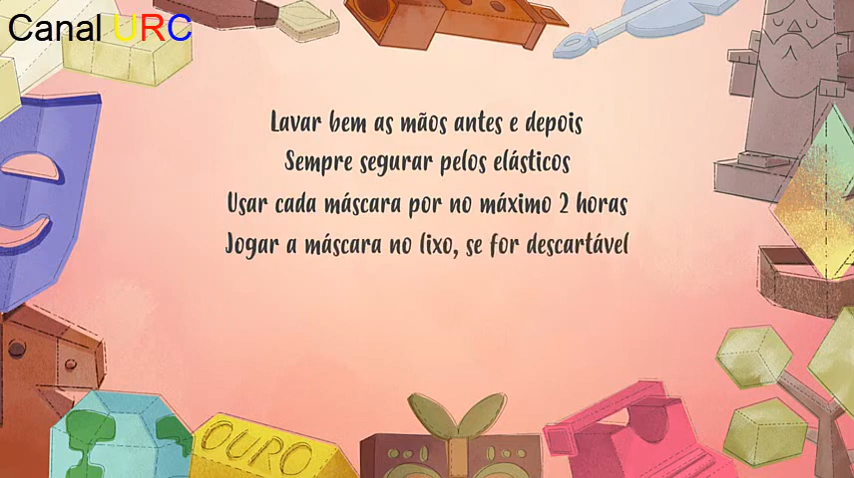 Canal URC
Lavar bem as mãos antes e depois
Sempre segurar pelos elásticos
Usar cada máscara por no máximo 2 horas
Jogar a máscara no lixo, se for descartável
OURO